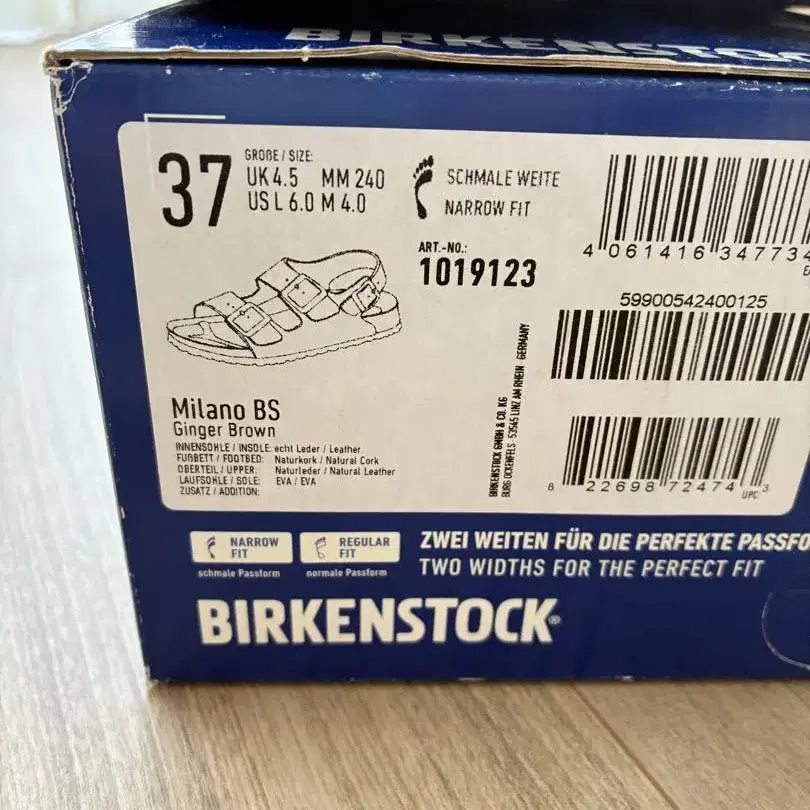 BIRKENSTOCK
37
GRÖßE / SIZE:
UK 4.5 MM 240
US L 6.0 M 4.0
SCHMALE WEITE
NARROW FIT
ART.-NO.:
1019123
4 061416 347734
59900542400125
8 22698 72474 3
UPC
Milano BS
Ginger Brown
INNENSOHLE / INSOLE: echt Leder / Leather
FUßBETT / FOOTBED: Naturkork / Natural Cork
OBERTEIL / UPPER: Naturleder / Natural Leather
LAUFSOHLE / SOLE: EVA / EVA
ZUSATZ / ADDITION:
BIRKENSTOCK GMBH & CO. KG
BURG OCKENFELS · 53545 LINZ AM RHEIN · GERMANY
NARROW FIT
schmale Passform
REGULAR FIT
normale Passform
ZWEI WEITEN FÜR DIE PERFEKTE PASSFO
TWO WIDTHS FOR THE PERFECT FIT
BIRKENSTOCK®